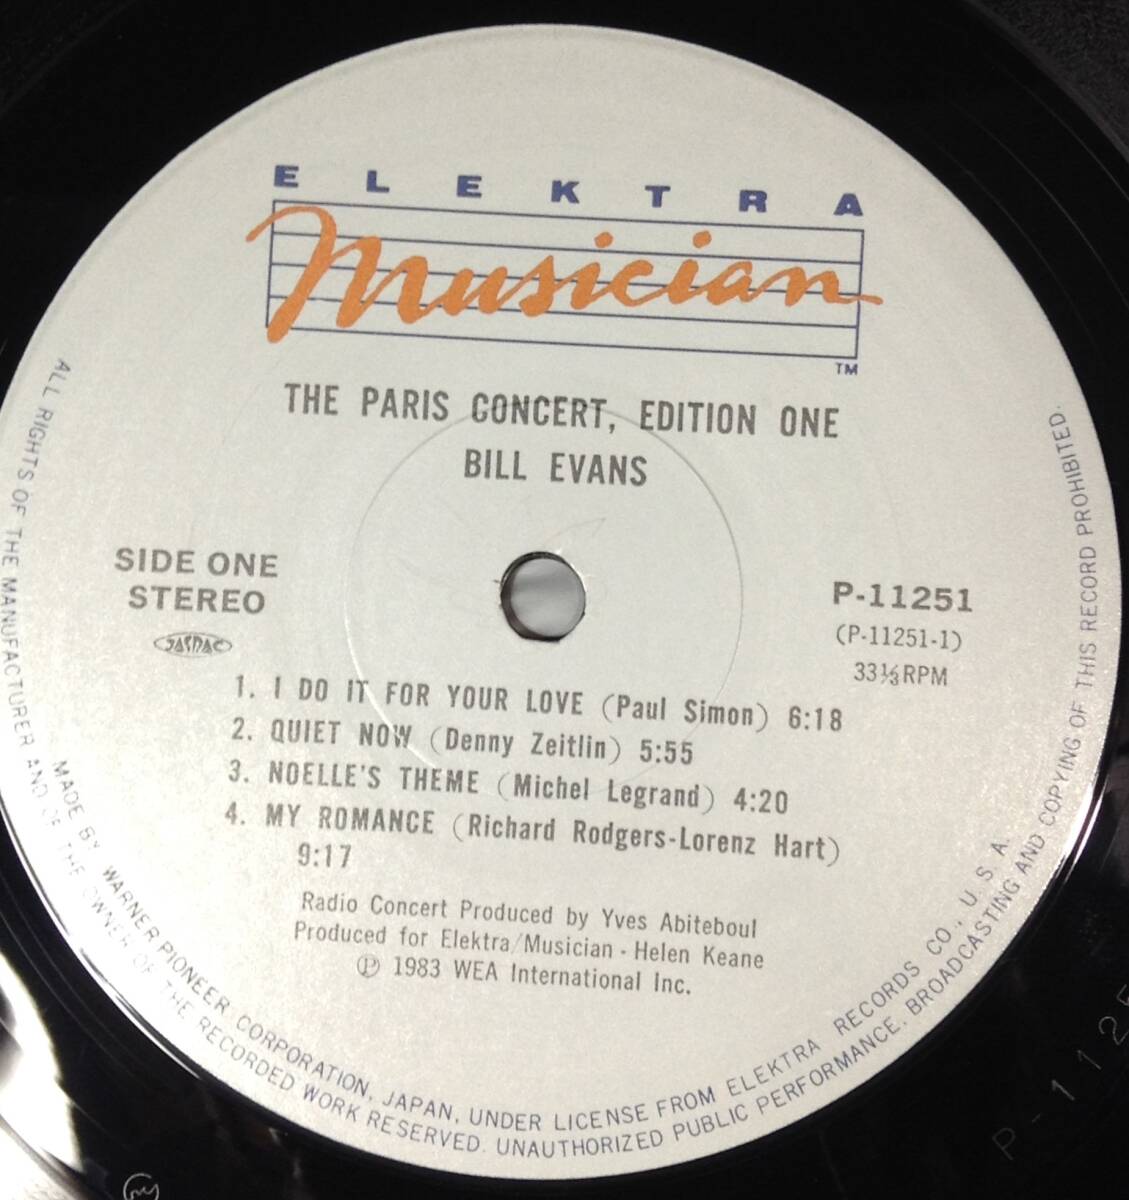 ELEKTRA
Musician
TM
THE PARIS CONCERT, EDITION ONE
BILL EVANS
SIDE ONE
STEREO
JASRAC
P-11251
(P-11251-1)
33⅓RPM
1. I DO IT FOR YOUR LOVE (Paul Simon) 6:18
2. QUIET NOW (Denny Zeitlin) 5:55
3. NOELLE'S THEME (Michel Legrand) 4:20
4. MY ROMANCE (Richard Rodgers-Lorenz Hart)
9:17
Radio Concert Produced by Yves Abiteboul
Produced for Elektra/Musician - Helen Keane
Ⓟ 1983 WEA International Inc.
MADE BY WARNER-PIONEER CORPORATION, JAPAN, UNDER LICENSE FROM ELEKTRA RECORDS CO., U. S. A.
ALL RIGHTS OF THE MANUFACTURER AND OF THE OWNER OF THE RECORDED WORK RESERVED. UNAUTHORIZED PUBLIC PERFORMANCE, BROADCASTING AND COPYING OF THIS RECORD PROHIBITED.
P-1125